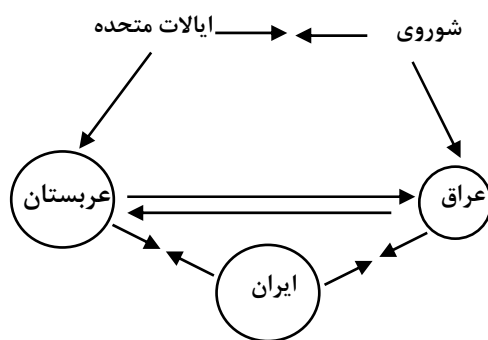 شوروی
ایالات متحده
عراق
عربستان
ایران